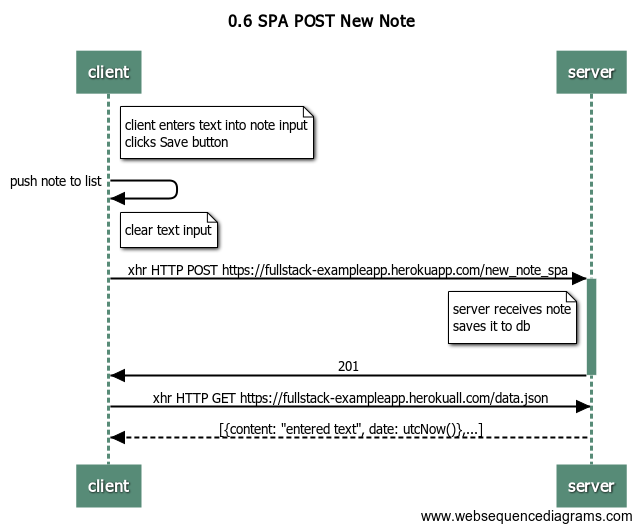 0.6 SPA POST New Note
client
server
client enters text into note input
clicks Save button
push note to list
clear text input
xhr HTTP POST https://fullstack-exampleapp.herokuapp.com/new_note_spa
server receives note
saves it to db
201
xhr HTTP GET https://fullstack-exampleapp.herokuall.com/data.json
[{content: "entered text", date: utcNow()},...]
client
server
www.websequencediagrams.com